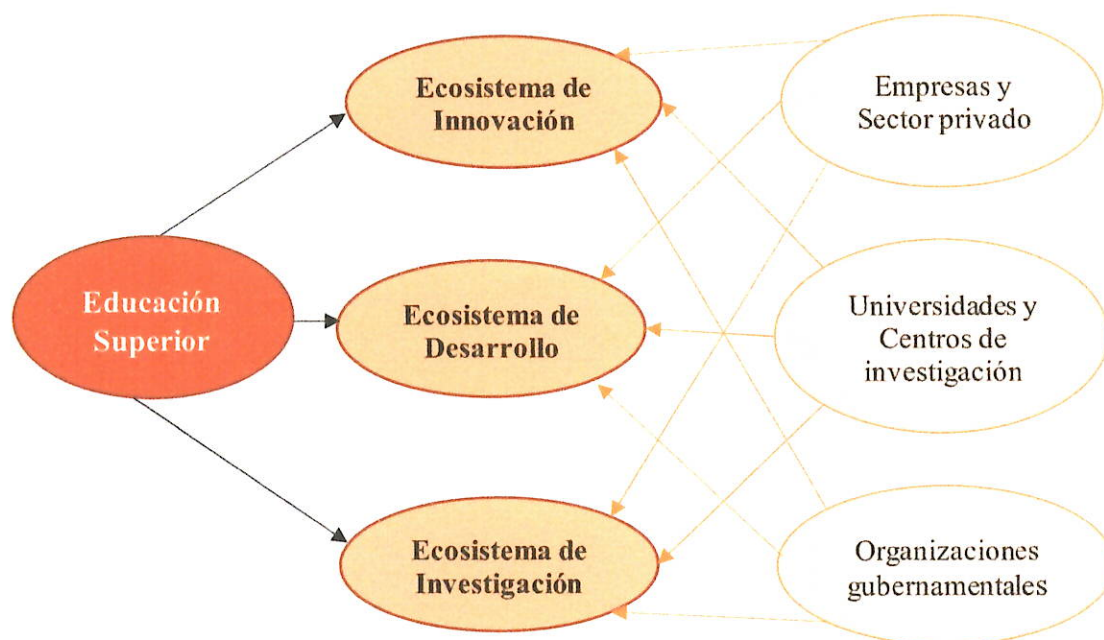 Ecosistema de
Innovación
Empresas y
Sector privado
Educación
Superior
Ecosistema de
Desarrollo
Universidades y
Centros de
investigación
Ecosistema de
Investigación
Organizaciones
gubernamentales